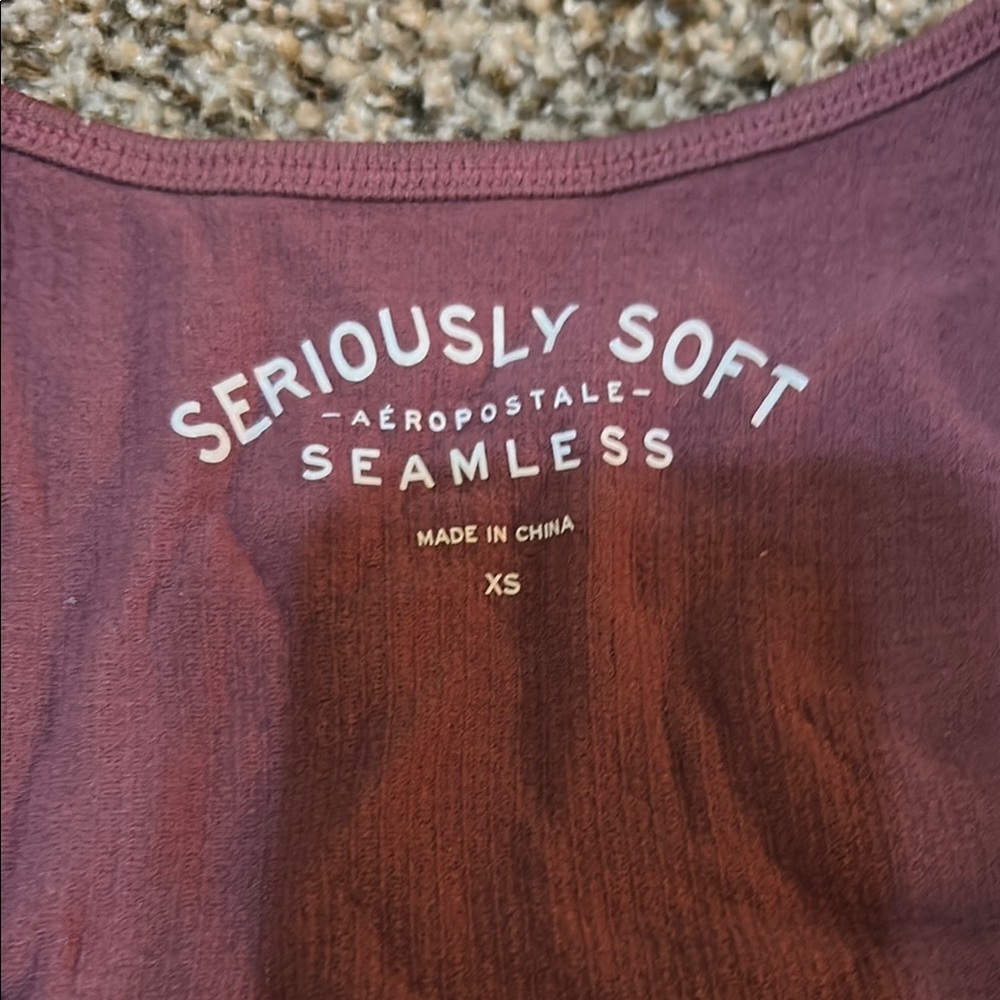 SERIOUSLY SOFT
-AÉROPOSTALE-
SEAMLESS
MADE IN CHINA
XS